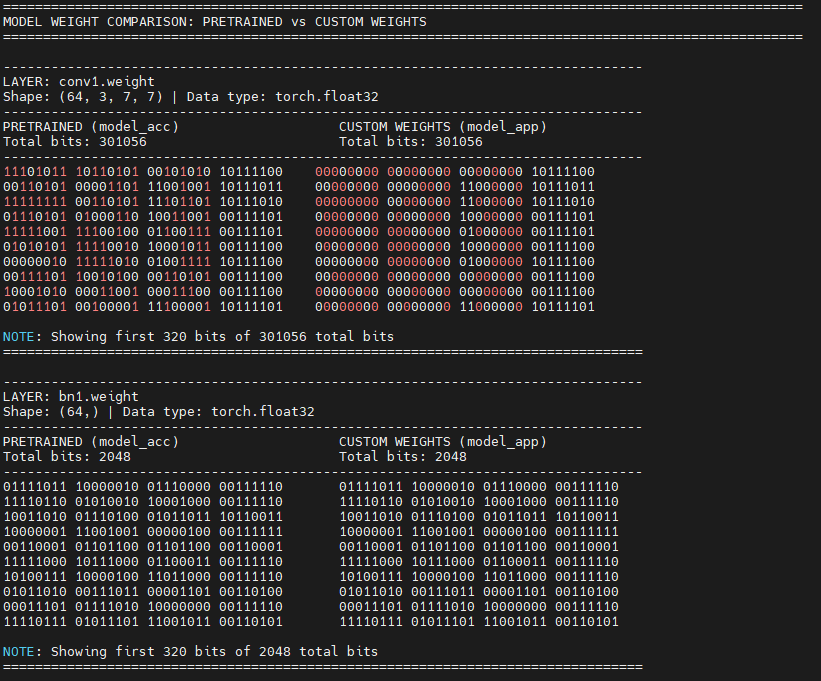 ====================================================================================================
MODEL WEIGHT COMPARISON: PRETRAINED vs CUSTOM WEIGHTS
====================================================================================================
--------------------------------------------------------------------------------
LAYER: conv1.weight
Shape: (64, 3, 7, 7) | Data type: torch.float32
--------------------------------------------------------------------------------
PRETRAINED (model_acc)                    CUSTOM WEIGHTS (model_app)
Total bits: 301056                        Total bits: 301056
--------------------------------------------------------------------------------
11101011 10110101 00101010 10111100    00000000 00000000 00000000 10111100
00110101 00001101 11001001 10111011    00000000 00000000 11000000 10111011
11111111 00110101 11101101 10111010    00000000 00000000 11000000 10111010
01110101 01000110 10011001 00111101    00000000 00000000 10000000 00111101
11111001 11100100 01100111 00111101    00000000 00000000 01000000 00111101
01010101 11110010 10001011 00111100    00000000 00000000 10000000 00111100
00000010 11111010 01001111 10111100    00000000 00000000 01000000 10111100
00111101 10010100 00110101 00111100    00000000 00000000 00000000 00111100
10001010 00011001 00011100 00111100    00000000 00000000 00000000 00111100
01011101 00100001 11100001 10111101    00000000 00000000 11000000 10111101
NOTE: Showing first 320 bits of 301056 total bits
================================================================================
--------------------------------------------------------------------------------
LAYER: bn1.weight
Shape: (64,) | Data type: torch.float32
--------------------------------------------------------------------------------
PRETRAINED (model_acc)                    CUSTOM WEIGHTS (model_app)
Total bits: 2048                          Total bits: 2048
--------------------------------------------------------------------------------
01111011 10000010 01110000 00111110       01111011 10000010 01110000 00111110
11110110 01010010 10001000 00111110       11110110 01010010 10001000 00111110
10011010 01110100 01011011 10110011       10011010 01110100 01011011 10110011
10000001 11001001 00000100 00111111       10000001 11001001 00000100 00111111
00110001 01101100 01101100 00110001       00110001 01101100 01101100 00110001
11111000 10111000 01100011 00111110       11111000 10111000 01100011 00111110
10100111 10000100 11011000 00111110       10100111 10000100 11011000 00111110
01011010 00111011 00001101 00110100       01011010 00111011 00001101 00110100
00011101 01111010 10000000 00111110       00011101 01111010 10000000 00111110
11110111 01011101 11001011 00110101       11110111 01011101 11001011 00110101
NOTE: Showing first 320 bits of 2048 total bits
================================================================================